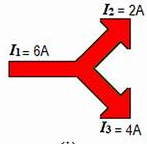 I₂ = 2A
I₁ = 6A
I₃ = 4A